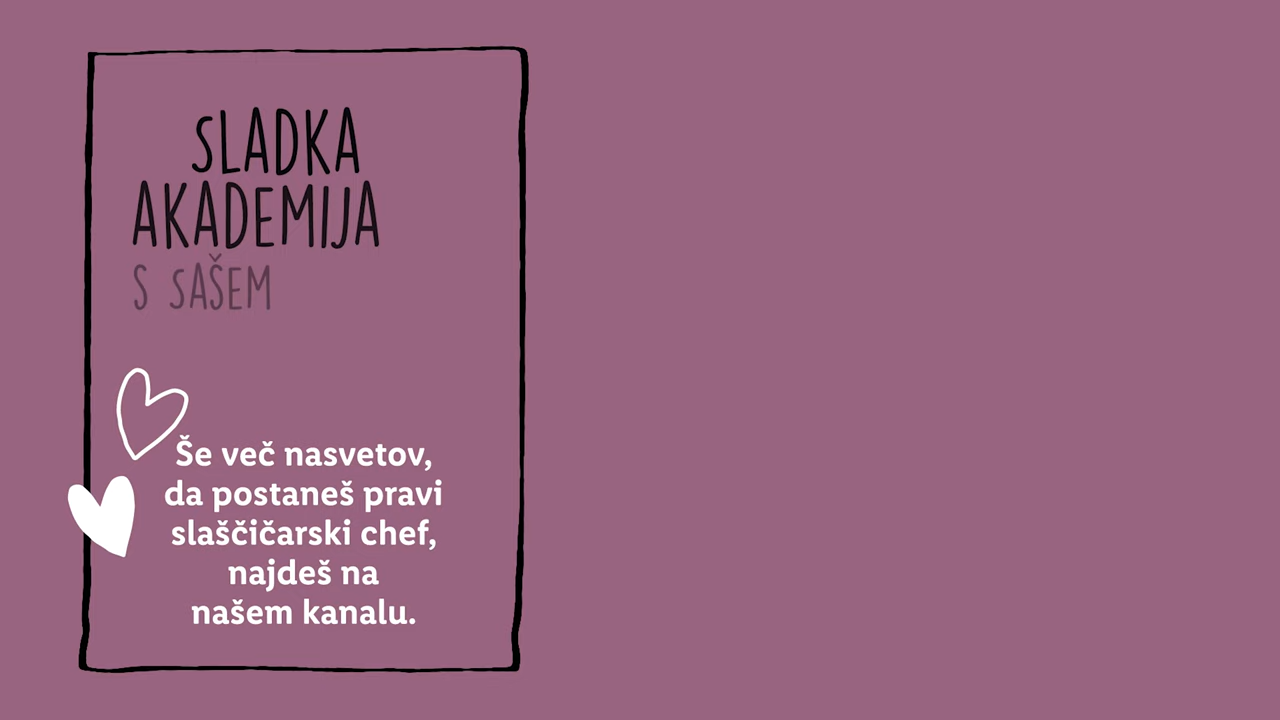 SLADKA
AKADEMIJA
S SAŠEM
Še več nasvetov,
da postaneš pravi
slaščičarski chef,
najdeš na
našem kanalu.